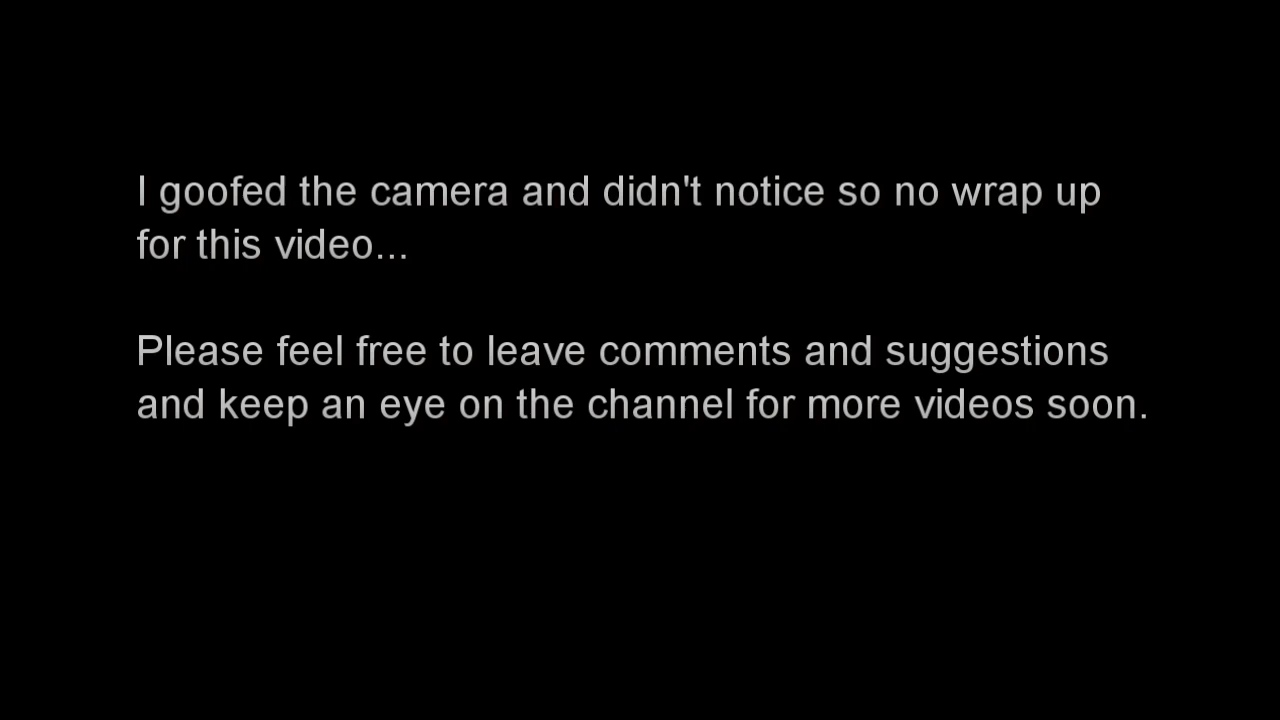 I goofed the camera and didn't notice so no wrap up
for this video...
Please feel free to leave comments and suggestions
and keep an eye on the channel for more videos soon.